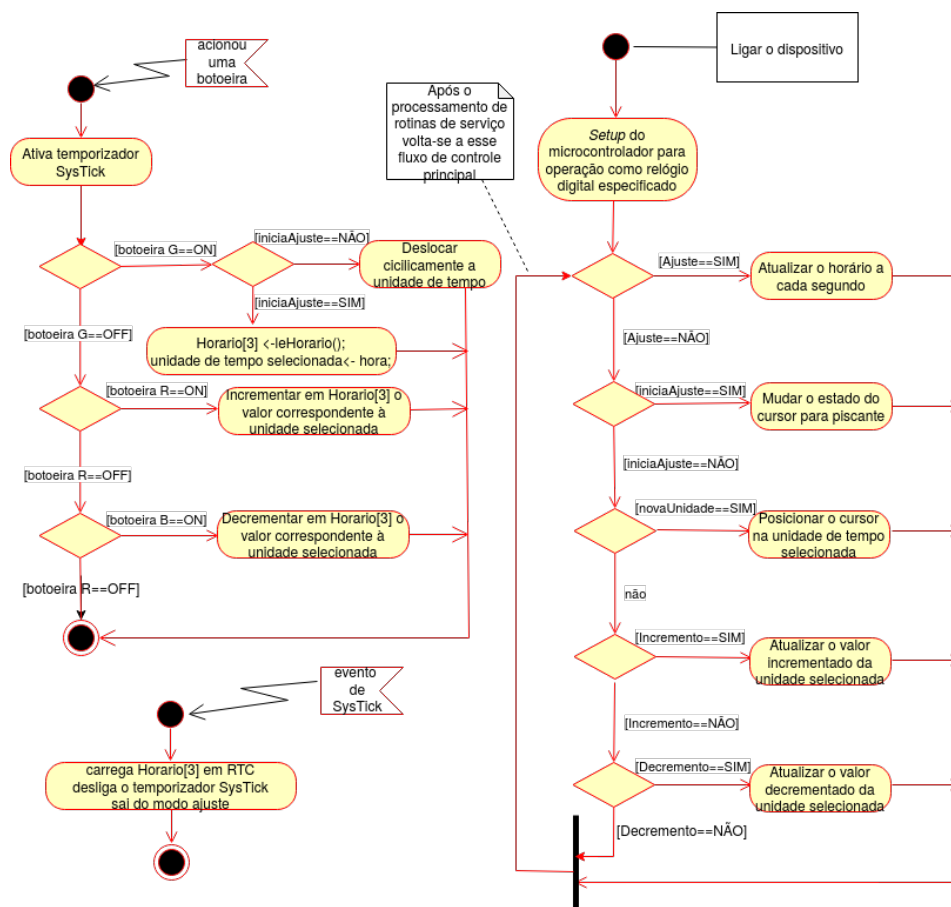 acionou
uma
botoeira
Ativa temporizador
SysTick
[botoeira G==ON]
[iniciaAjuste==NÃO]
Deslocar
cicilicamente a
unidade de tempo
[iniciaAjuste==SIM]
[botoeira G==OFF]
Horario[3] <-leHorario();
unidade de tempo selecionada<- hora;
[botoeira R==ON]
Incrementar em Horario[3] o
valor correspondente à
unidade selecionada
[botoeira R==OFF]
[botoeira B==ON]
Decrementar em Horario[3] o
valor correspondente à
unidade selecionada
[botoeira R==OFF]
evento
de
SysTick
carrega Horario[3] em RTC
desliga o temporizador SysTick
sai do modo ajuste
Ligar o dispositivo
Após o
processamento de
rotinas de serviço
volta-se a esse
fluxo de controle
principal
Setup do
microcontrolador para
operação como relógio
digital especificado
[Ajuste==SIM]
Atualizar o horário a
cada segundo
[Ajuste==NÃO]
[iniciaAjuste==SIM]
Mudar o estado do
cursor para piscante
[iniciaAjuste==NÃO]
[novaUnidade==SIM]
Posicionar o cursor
na unidade de tempo
selecionada
não
[Incremento==SIM]
Atualizar o valor
incrementado da
unidade selecionada
[Incremento==NÃO]
[Decremento==SIM]
Atualizar o valor
decrementado da
unidade selecionada
[Decremento==NÃO]